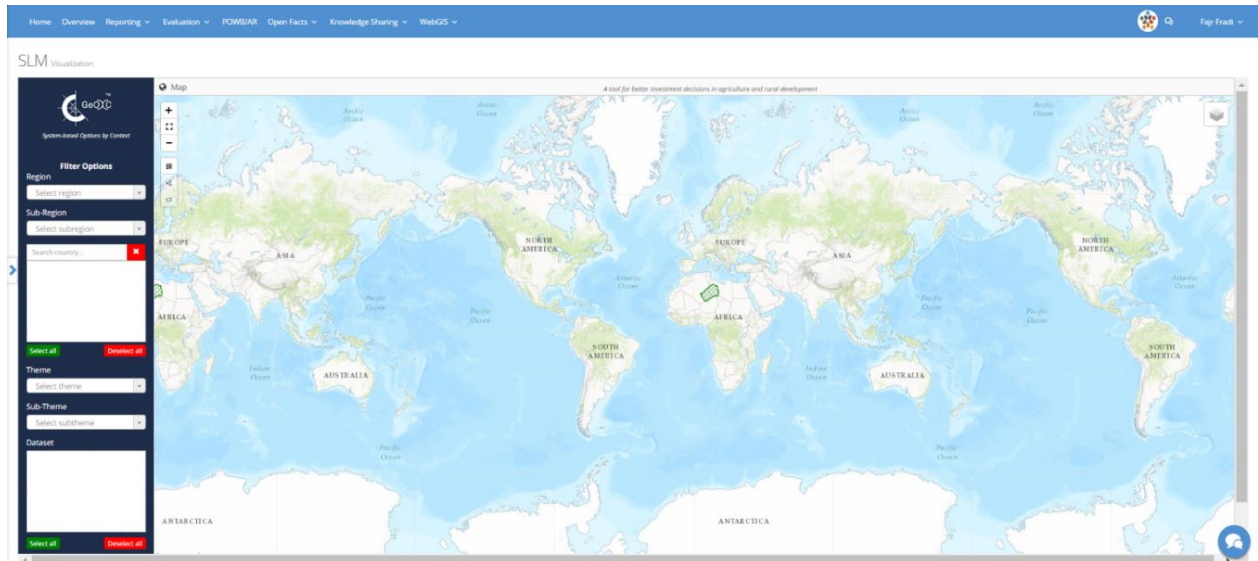 Home Overview Reporting Evaluation POWB/AR Open Facts Knowledge Sharing WebGIS Fajr Fradi
SLM Visualization
GeOC
TM
System-based Options by Context
Filter Options
Region
Select region
Sub-Region
Select subregion
Search country...
Select all Deselect all
Theme
Select theme
Sub-Theme
Select subtheme
Dataset
Select all Deselect all
Map
A tool for better investment decisions in agriculture and rural development
Arctic
Ocean
Arctic
Ocean
Arctic
Ocean
EUROPE
ASIA
NORTH
AMERICA
EUROPE
ASIA
NORTH
AMERICA
Atlantic
Ocean
Atlantic
Ocean
AFRICA
Pacific
Ocean
Pacific
Ocean
AFRICA
Pacific
Ocean
Pacific
Ocean
SOUTH
AMERICA
SOUTH
AMERICA
Indian
Ocean
AUSTRALIA
Indian
Ocean
AUSTRALIA
Pacific
Ocean
Pacific
Ocean
ANTARCTICA
ANTARCTICA